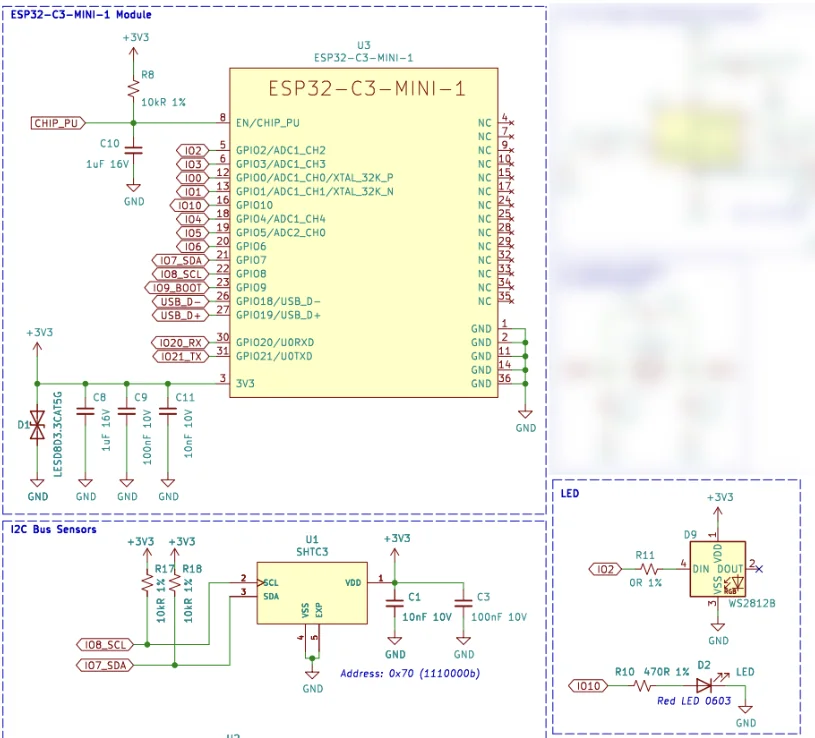 ESP32-C3-MINI-1 Module
+3V3
U3
ESP32-C3-MINI-1
R8
10kR 1%
ESP32-C3-MINI-1
CHIP_PU
8 EN/CHIP_PU
NC 4
NC 7
C10
1uF 16V
GND
IO2 5 GPIO2/ADC1_CH2 NC 9
IO3 6 GPIO3/ADC1_CH3 NC 10
IO0 12 GPIO0/ADC1_CH0/XTAL_32K_P NC 15
IO1 13 GPIO1/ADC1_CH1/XTAL_32K_N NC 17
IO10 16 GPIO10 NC 24
IO4 18 GPIO4/ADC1_CH4 NC 25
IO5 19 GPIO5/ADC2_CH0 NC 28
IO6 20 GPIO6 NC 29
IO7_SDA 21 GPIO7 NC 32
IO8_SCL 22 GPIO8 NC 33
IO9_BOOT 23 GPIO9 NC 34
USB_D- 26 GPIO18/USB_D- NC 35
USB_D+ 27 GPIO19/USB_D+
GND 1
IO20_RX 30 GPIO20/U0RXD GND 2
IO21_TX 31 GPIO21/U0TXD GND 11
GND 14
3 3V3 GND 36
GND
+3V3
D1
LESD8D3.3CAT5G
C8
1uF 16V
C9
100nF 10V
C11
10nF 10V
GND GND GND GND
I2C Bus Sensors
+3V3 +3V3
R17
10kR 1%
R18
10kR 1%
U1
SHTC3
+3V3
2 SCL
3 SDA
VDD 1
VSS EXP
4 5
C1
10nF 10V
C3
100nF 10V
GND GND
IO8_SCL
IO7_SDA
GND
Address: 0x70 (1110000b)
LED
+3V3
D9
1
VDD
IO2
R11
0R 1%
4 DIN DOUT 2
VSS
RGB
WS2812B
3
GND
IO10
R10 470R 1%
D2
LED
Red LED 0603
GND